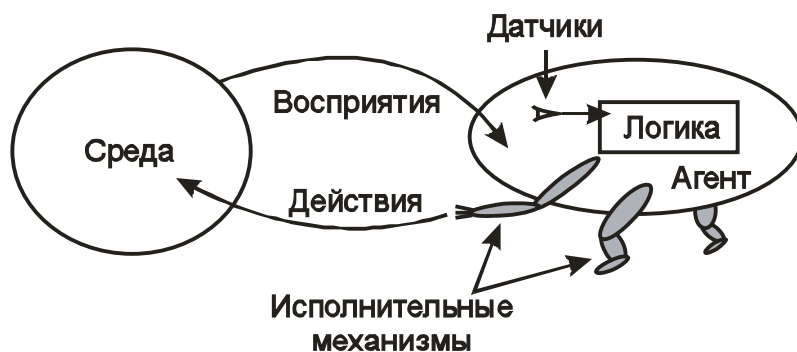 Датчики
Восприятия
Логика
Среда
Агент
Действия
Исполнительные
механизмы